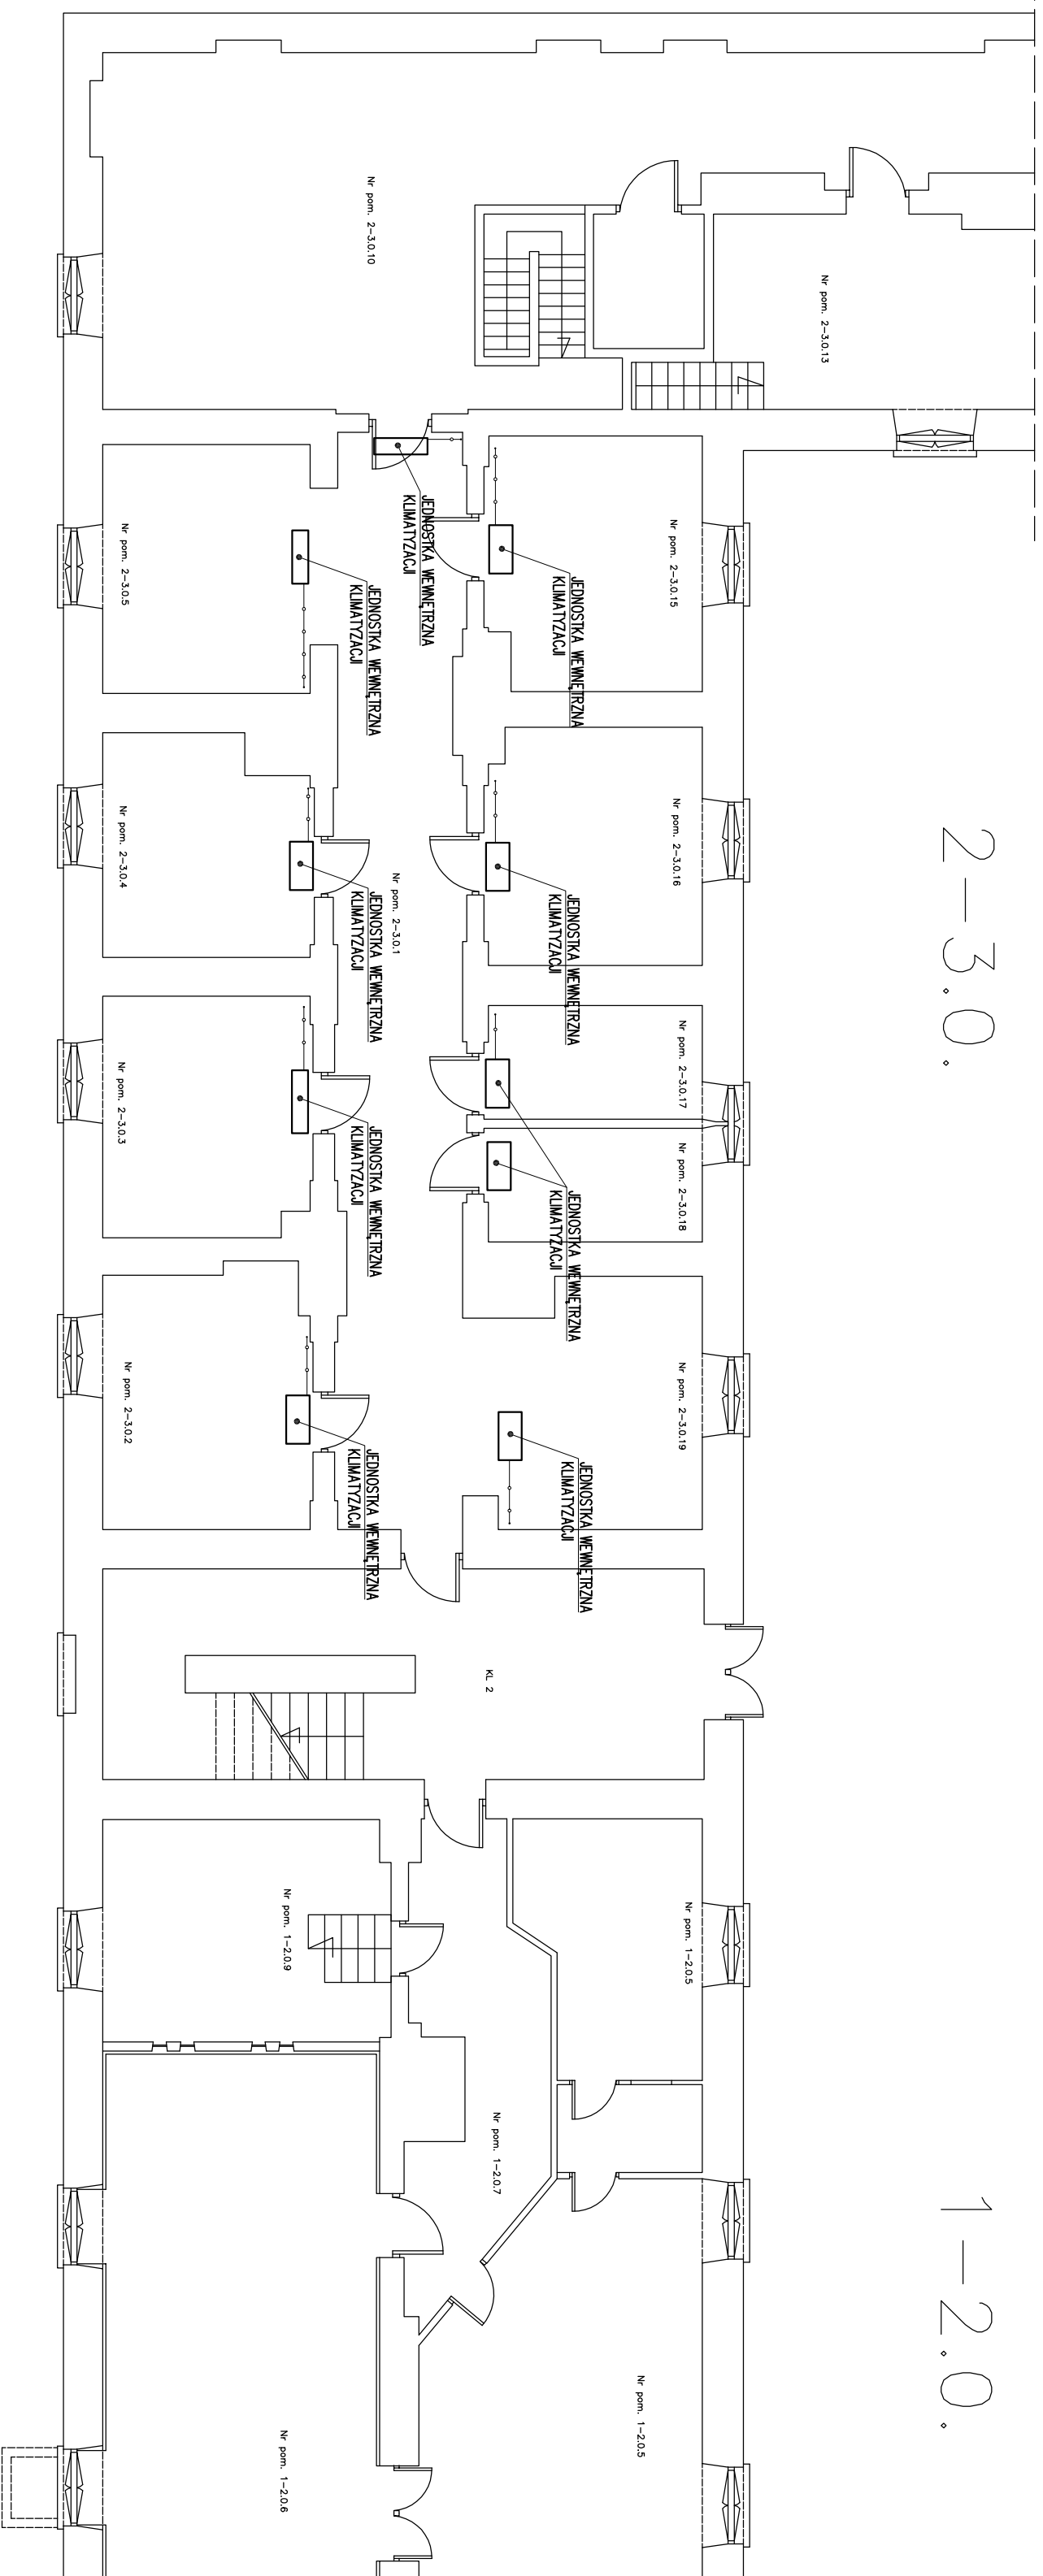 2-3.0.
1-2.0.
Nr pom. 2-3.0.13
Nr pom. 2-3.0.10
Nr pom. 2-3.0.15
JEDNOSTKA WEWNĘTRZNA
KLIMATYZACJI
JEDNOSTKA WEWNĘTRZNA
KLIMATYZACJI
JEDNOSTKA WEWNĘTRZNA
KLIMATYZACJI
Nr pom. 2-3.0.5
Nr pom. 2-3.0.16
JEDNOSTKA WEWNĘTRZNA
KLIMATYZACJI
Nr pom. 2-3.0.1
JEDNOSTKA WEWNĘTRZNA
KLIMATYZACJI
Nr pom. 2-3.0.4
Nr pom. 2-3.0.17
Nr pom. 2-3.0.18
JEDNOSTKA WEWNĘTRZNA
KLIMATYZACJI
JEDNOSTKA WEWNĘTRZNA
KLIMATYZACJI
Nr pom. 2-3.0.3
Nr pom. 2-3.0.19
JEDNOSTKA WEWNĘTRZNA
KLIMATYZACJI
JEDNOSTKA WEWNĘTRZNA
KLIMATYZACJI
Nr pom. 2-3.0.2
KL 2
Nr pom. 1-2.0.5
Nr pom. 1-2.0.9
Nr pom. 1-2.0.7
Nr pom. 1-2.0.5
Nr pom. 1-2.0.6